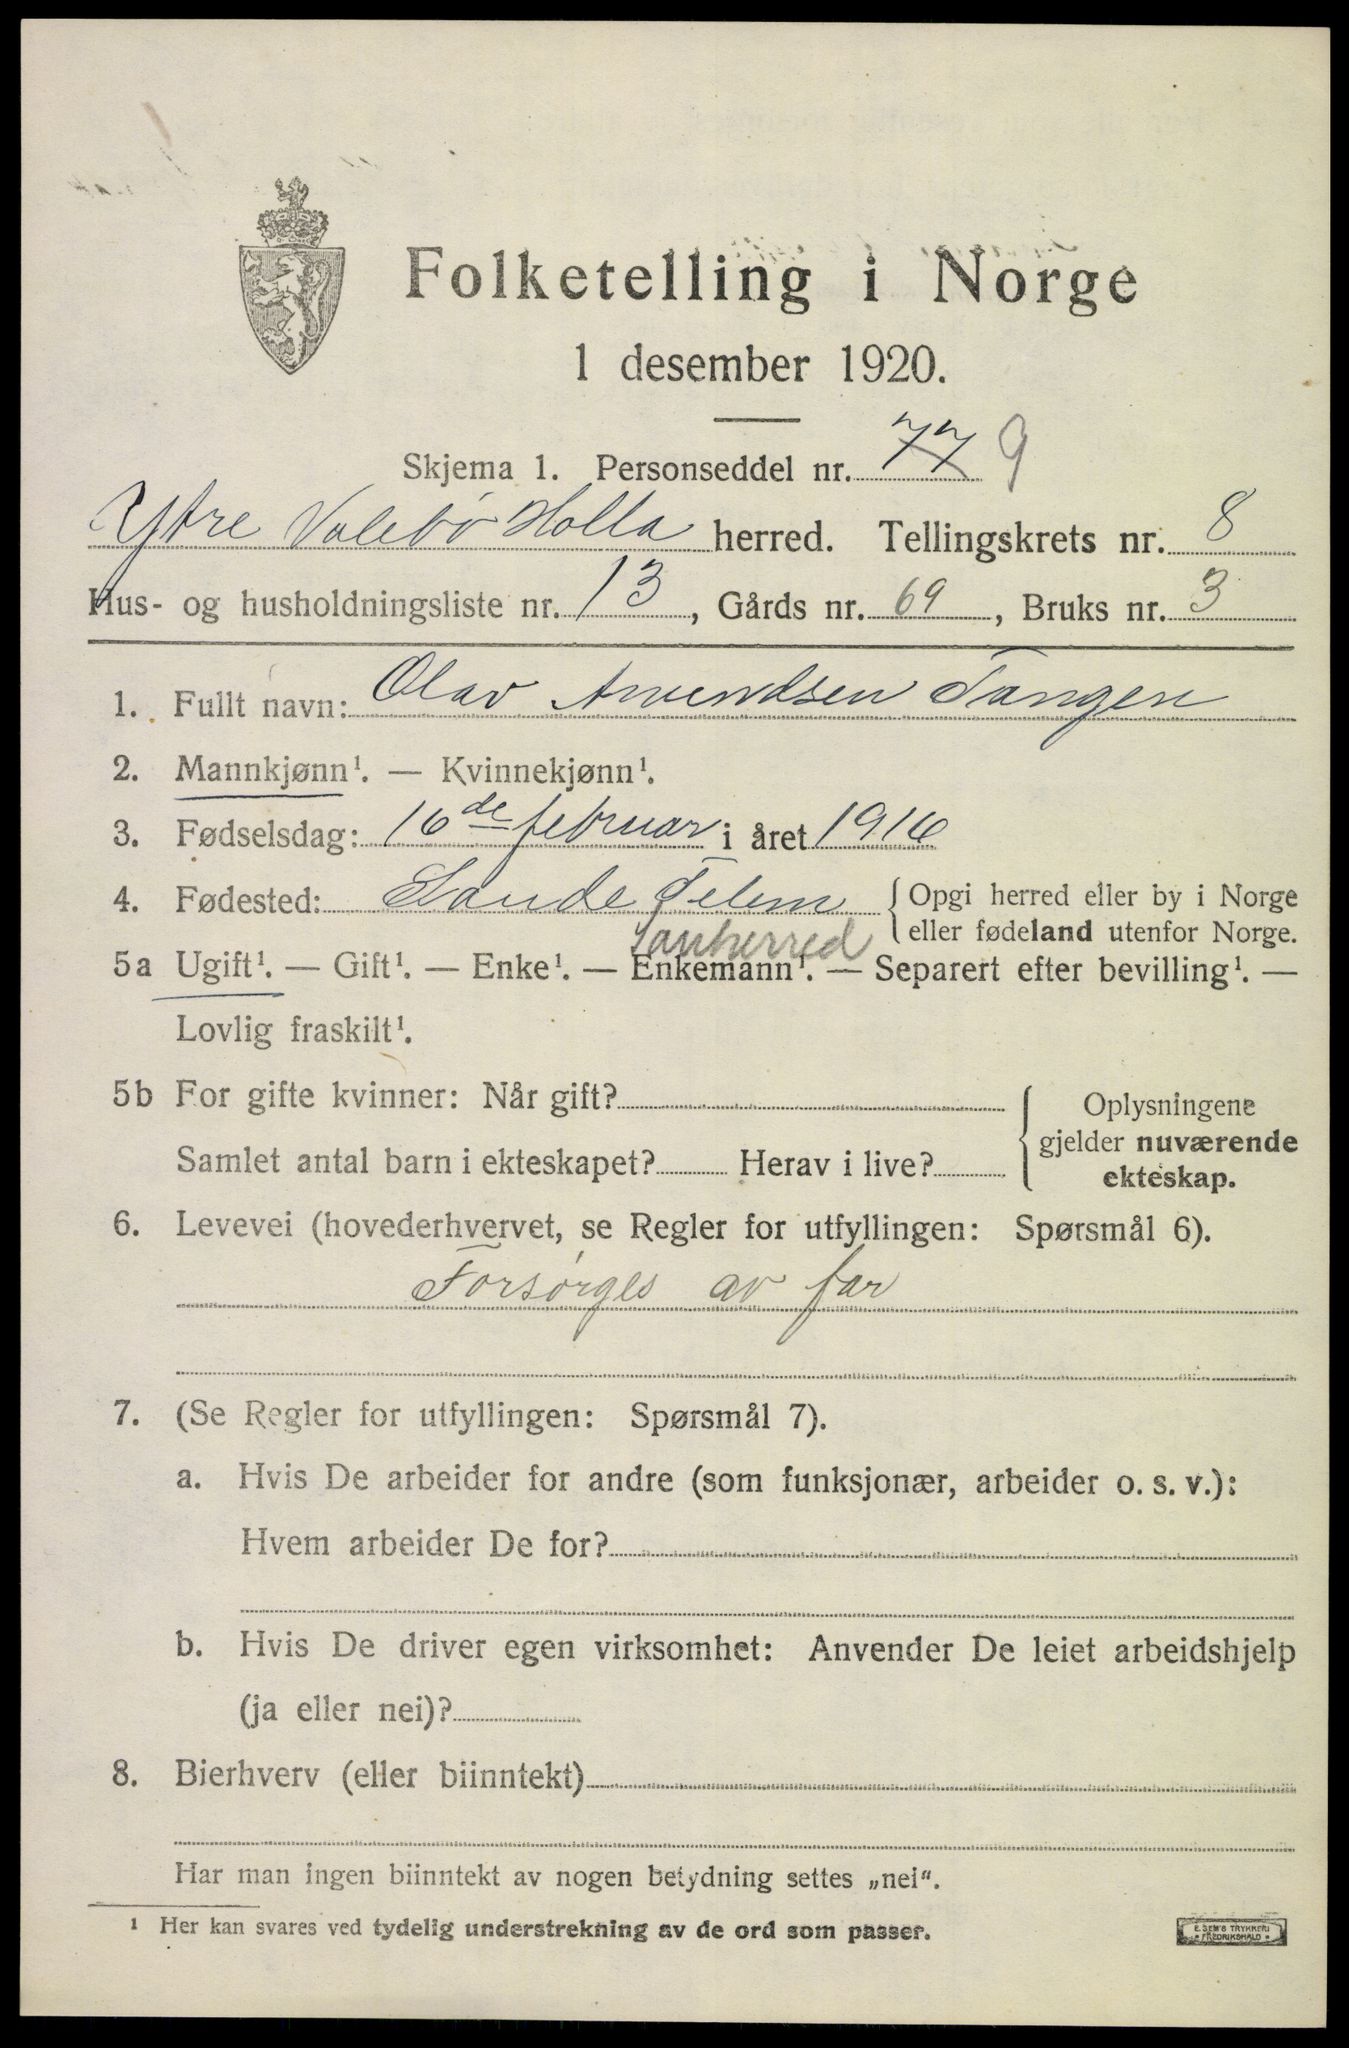 Folketelling i Norge
1 desember 1920.
Skjema 1. Personseddel nr. 77 9
Ytre Valebø Holla herred. Tellingskrets nr. 8
Hus- og husholdningsliste nr. 13, Gårds nr. 69, Bruks nr. 3
1. Fullt navn: Olav Amundsen Tangen
2. Mannkjønn¹. — Kvinnekjønn¹.
3. Fødselsdag: 16de februar i året 1916
4. Fødested: Saude Telem { Opgi herred eller by i Norge
eller fødeland utenfor Norge.
Sauherred
5a Ugift¹. — Gift¹. — Enke¹. — Enkemann¹. — Separert efter bevilling¹. —
Lovlig fraskilt¹.
5b For gifte kvinner: Når gift? { Oplysningene
gjelder nuværende
Samlet antal barn i ekteskapet? Herav i live? ekteskap.
6. Levevei (hovederhvervet, se Regler for utfyllingen: Spørsmål 6).
Forsørges av far
7. (Se Regler for utfyllingen: Spørsmål 7).
a. Hvis De arbeider for andre (som funksjonær, arbeider o. s. v.):
Hvem arbeider De for?
b. Hvis De driver egen virksomhet: Anvender De leiet arbeidshjelp
(ja eller nei)?
8. Bierhverv (eller biinntekt)
Har man ingen biinntekt av nogen betydning settes „nei“.
¹ Her kan svares ved tydelig understrekning av de ord som passer.
E. SEM'S TRYKKERI
FREDRIKSHALD